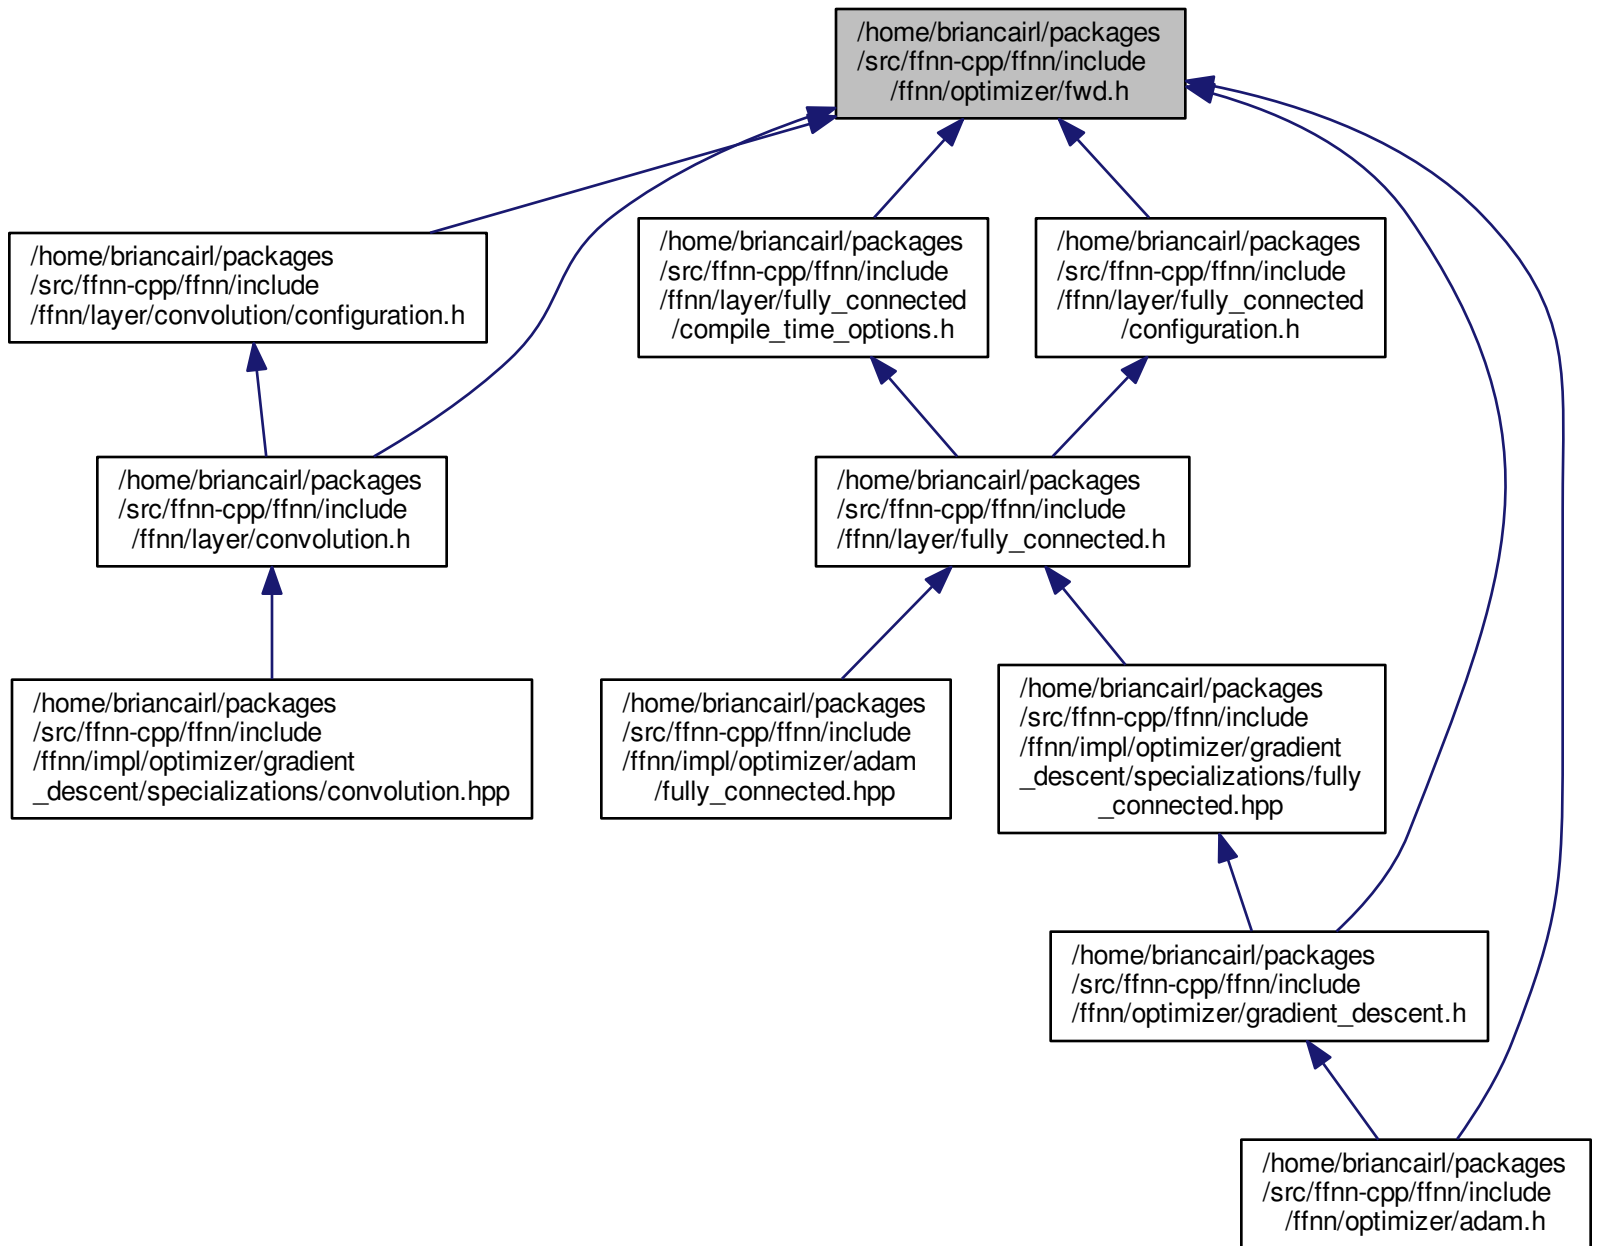 /home/briancairl/packages
/src/ffnn-cpp/ffnn/include
/ffnn/optimizer/fwd.h
/home/briancairl/packages
/src/ffnn-cpp/ffnn/include
/ffnn/layer/convolution/configuration.h
/home/briancairl/packages
/src/ffnn-cpp/ffnn/include
/ffnn/layer/fully_connected
/compile_time_options.h
/home/briancairl/packages
/src/ffnn-cpp/ffnn/include
/ffnn/layer/fully_connected
/configuration.h
/home/briancairl/packages
/src/ffnn-cpp/ffnn/include
/ffnn/layer/convolution.h
/home/briancairl/packages
/src/ffnn-cpp/ffnn/include
/ffnn/layer/fully_connected.h
/home/briancairl/packages
/src/ffnn-cpp/ffnn/include
/ffnn/impl/optimizer/gradient
_descent/specializations/convolution.hpp
/home/briancairl/packages
/src/ffnn-cpp/ffnn/include
/ffnn/impl/optimizer/adam
/fully_connected.hpp
/home/briancairl/packages
/src/ffnn-cpp/ffnn/include
/ffnn/impl/optimizer/gradient
_descent/specializations/fully
_connected.hpp
/home/briancairl/packages
/src/ffnn-cpp/ffnn/include
/ffnn/optimizer/gradient_descent.h
/home/briancairl/packages
/src/ffnn-cpp/ffnn/include
/ffnn/optimizer/adam.h